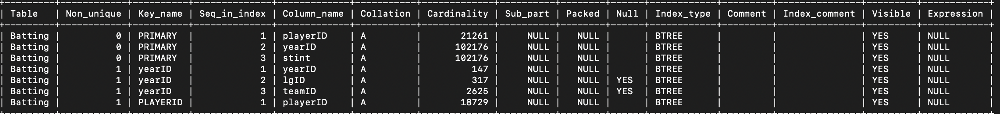 +----------+-------------+-----------+---------------+--------------+------------+--------------+-----------+---------+-------+-------------+----------+----------------+----------+-------------+
| Table    | Non_unique | Key_name | Seq_in_index | Column_name | Collation | Cardinality | Sub_part | Packed | Null | Index_type | Comment | Index_comment | Visible | Expression |
+----------+-------------+-----------+---------------+--------------+------------+--------------+-----------+---------+-------+-------------+----------+----------------+----------+-------------+
| Batting |          0 | PRIMARY  |            1 | playerID    | A         |       21261 |     NULL |   NULL |      | BTREE      |         |               | YES     | NULL       |
| Batting |          0 | PRIMARY  |            2 | yearID      | A         |      102176 |     NULL |   NULL |      | BTREE      |         |               | YES     | NULL       |
| Batting |          0 | PRIMARY  |            3 | stint       | A         |      102176 |     NULL |   NULL |      | BTREE      |         |               | YES     | NULL       |
| Batting |          1 | yearID   |            1 | yearID      | A         |         147 |     NULL |   NULL |      | BTREE      |         |               | YES     | NULL       |
| Batting |          1 | yearID   |            2 | lgID        | A         |         317 |     NULL |   NULL | YES  | BTREE      |         |               | YES     | NULL       |
| Batting |          1 | yearID   |            3 | teamID      | A         |        2625 |     NULL |   NULL | YES  | BTREE      |         |               | YES     | NULL       |
| Batting |          1 | PLAYERID |            1 | playerID    | A         |       18729 |     NULL |   NULL |      | BTREE      |         |               | YES     | NULL       |
+----------+-------------+-----------+---------------+--------------+------------+--------------+-----------+---------+-------+-------------+----------+----------------+----------+-------------+